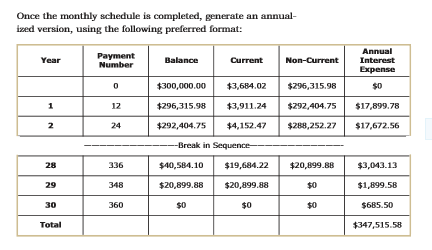 Once the monthly schedule is completed, generate an annual-
ized version, using the following preferred format:
Year Payment Number Balance Current Non-Current Annual Interest Expense
0 $300,000.00 $3,684.02 $296,315.98 $0
1 12 $296,315.98 $3,911.24 $292,404.75 $17,899.78
2 24 $292,404.75 $4,152.47 $288,252.27 $17,672.56
Break in Sequence
28 336 $40,584.10 $19,684.22 $20,899.88 $3,043.13
29 348 $20,899.88 $20,899.88 $0 $1,899.58
30 360 $0 $0 $0 $685.50
Total $347,515.58